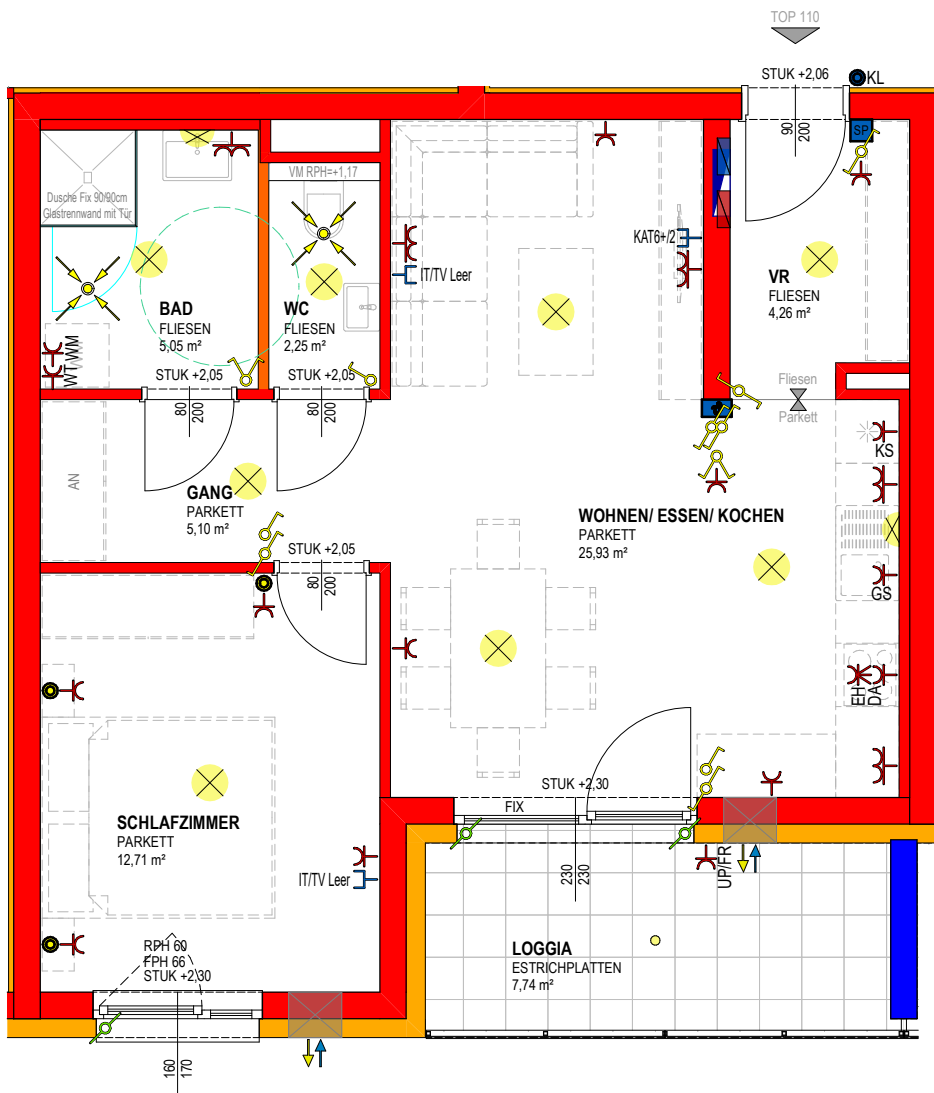 TOP 110
STUK +2,06
KL
90
200
SP
Dusche Fix 90/90cm
Glastrennwand mit Tür
VM RPH=+1,17
KAT6+/2
IT/TV Leer
VR
FLIESEN
4,26 m²
BAD
FLIESEN
5,05 m²
WC
FLIESEN
2,25 m²
WT WM
STUK +2,05
STUK +2,05
80
200
80
200
Fliesen
Parkett
AN
GANG
PARKETT
5,10 m²
KS
WOHNEN/ ESSEN/ KOCHEN
PARKETT
25,93 m²
STUK +2,05
80
200
GS
EH
DA
STUK +2,30
FIX
SCHLAFZIMMER
PARKETT
12,71 m²
IT/TV Leer
230
230
UP/FR
LOGGIA
ESTRICHPLATTEN
7,74 m²
RPH 60
FPH 66
STUK +2,30
160
170